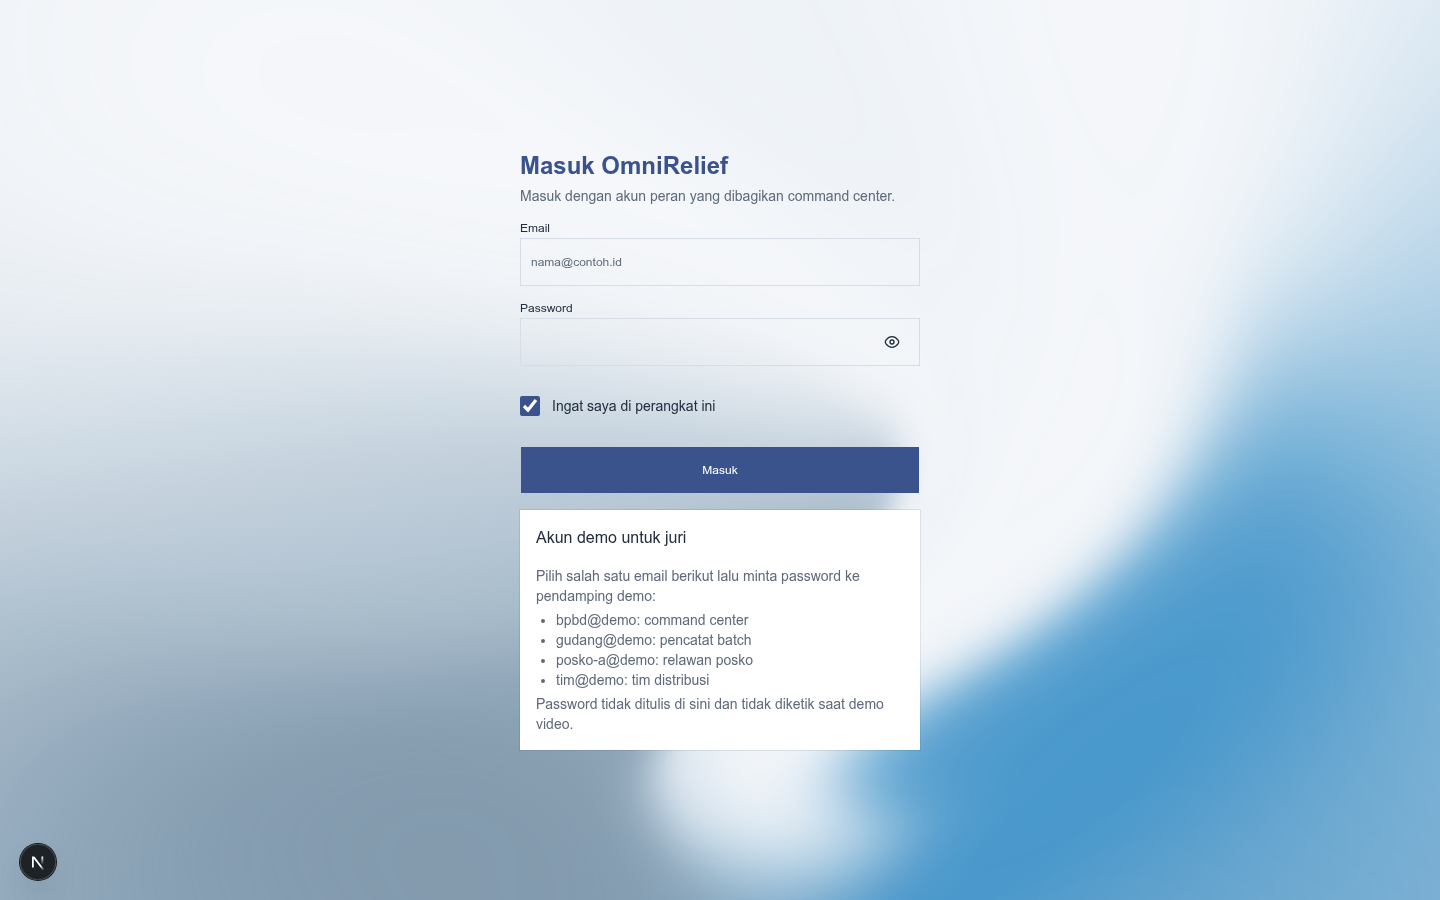 Masuk OmniRelief
Masuk dengan akun peran yang dibagikan command center.
Email
nama@contoh.id
Password
Ingat saya di perangkat ini
Masuk
Akun demo untuk juri
Pilih salah satu email berikut lalu minta password ke
pendamping demo:
• bpbd@demo: command center
• gudang@demo: pencatat batch
• posko-a@demo: relawan posko
• tim@demo: tim distribusi
Password tidak ditulis di sini dan tidak diketik saat demo
video.
N